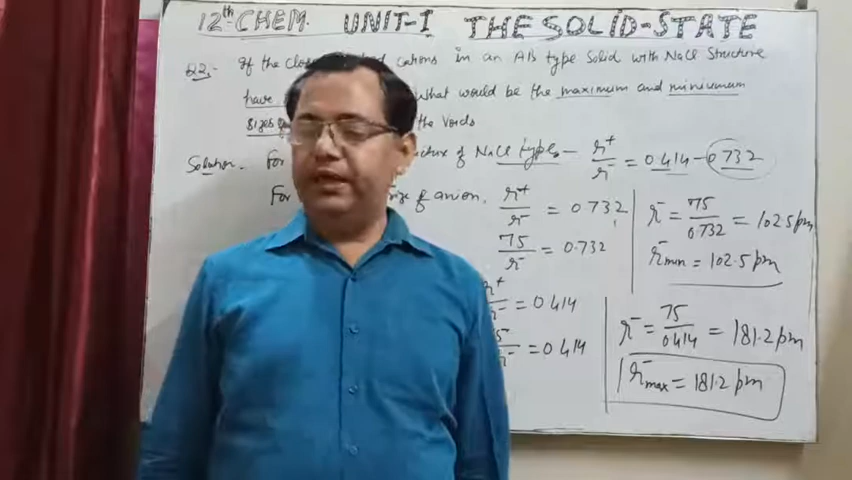 12th CHEM. UNIT-I THE SOLID-STATE
Q2:- If the close cations in an AB type Solid with NaCl Structure
have what would be the maximum and minimum
sizes the voids
Solution. For of NaCl types- r⁺/r⁻ = 0.414-0.732
For size of anion. r⁺/r⁻ = 0.732
75/r⁻ = 0.732
r⁻ = 75/0.732 = 102.5pm
r⁻min = 102.5 pm
r⁺/r⁻ = 0.414
r⁻ = 0.414
r⁻ = 75/0.414 = 181.2 pm
r⁻max = 181.2 pm